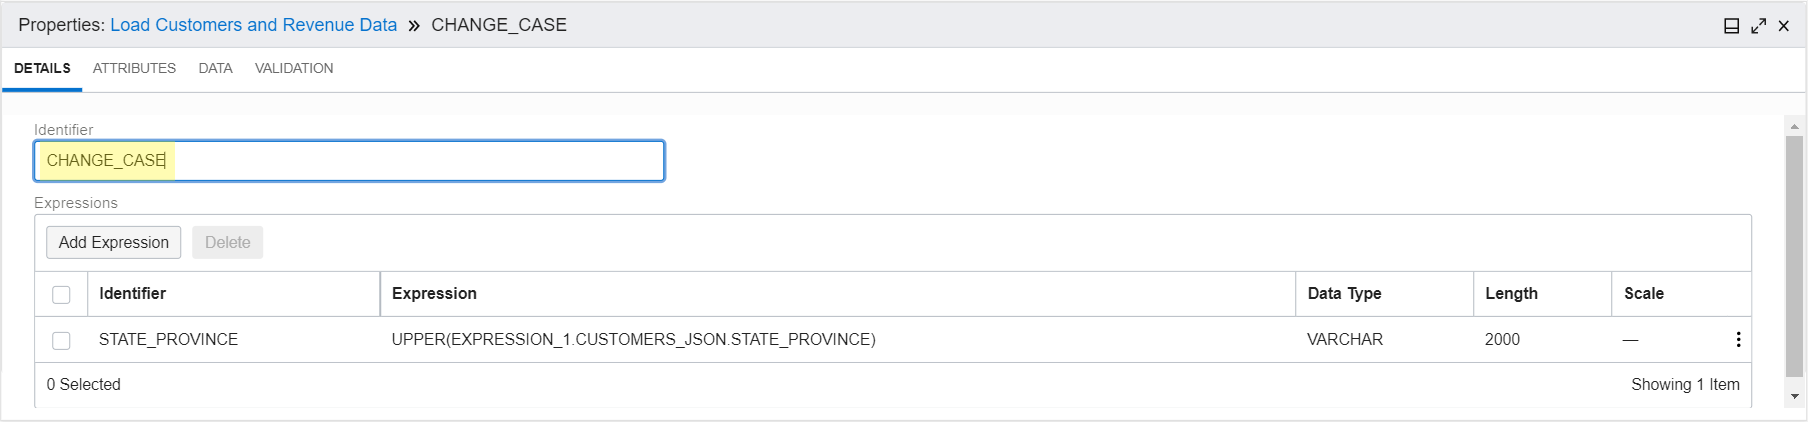 Properties: Load Customers and Revenue Data » CHANGE_CASE
DETAILS ATTRIBUTES DATA VALIDATION
Identifier
CHANGE_CASE
Expressions
Add Expression Delete
Identifier Expression Data Type Length Scale
STATE_PROVINCE UPPER(EXPRESSION_1.CUSTOMERS_JSON.STATE_PROVINCE) VARCHAR 2000 —
0 Selected Showing 1 Item